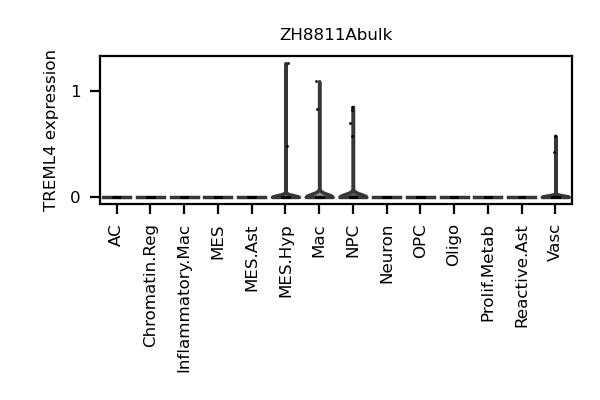 ZH8811Abulk
TREML4 expression
1
0
AC
Chromatin.Reg
Inflammatory.Mac
MES
MES.Ast
MES.Hyp
Mac
NPC
Neuron
OPC
Oligo
Prolif.Metab
Reactive.Ast
Vasc